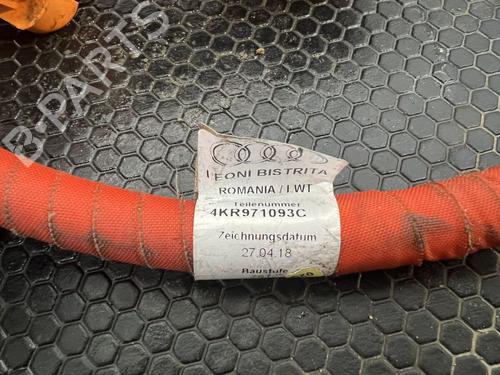 B-PARTS
LEONI BISTRITA
ROMANIA / LWT
Teilenummer
4KR971093C
Zeichnungsdatum
27.04.18
Baustufe